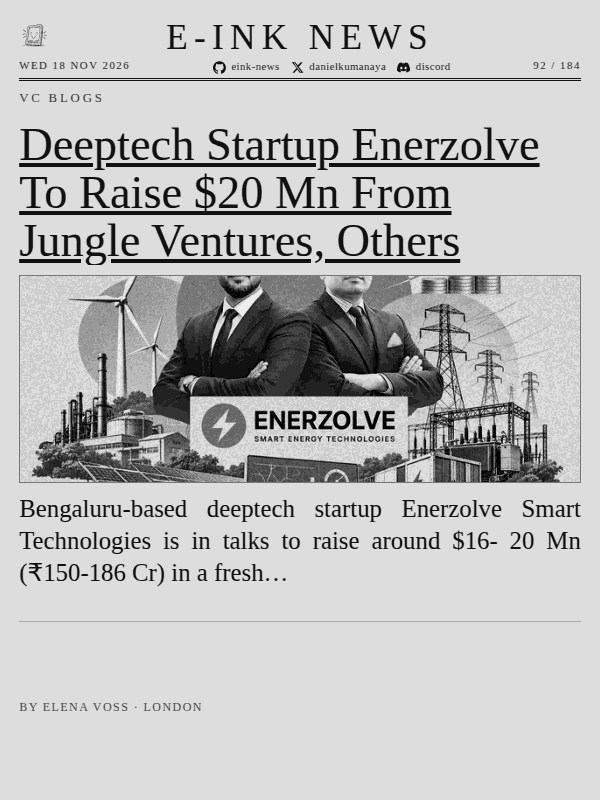 E-INK NEWS
WED 18 NOV 2026
eink-news danielkumanaya discord
92 / 184
VC BLOGS
Deeptech Startup Enerzolve
To Raise $20 Mn From
Jungle Ventures, Others
ENERZOLVE
SMART ENERGY TECHNOLOGIES
Bengaluru-based deeptech startup Enerzolve Smart
Technologies is in talks to raise around $16- 20 Mn
(₹150-186 Cr) in a fresh…
BY ELENA VOSS · LONDON